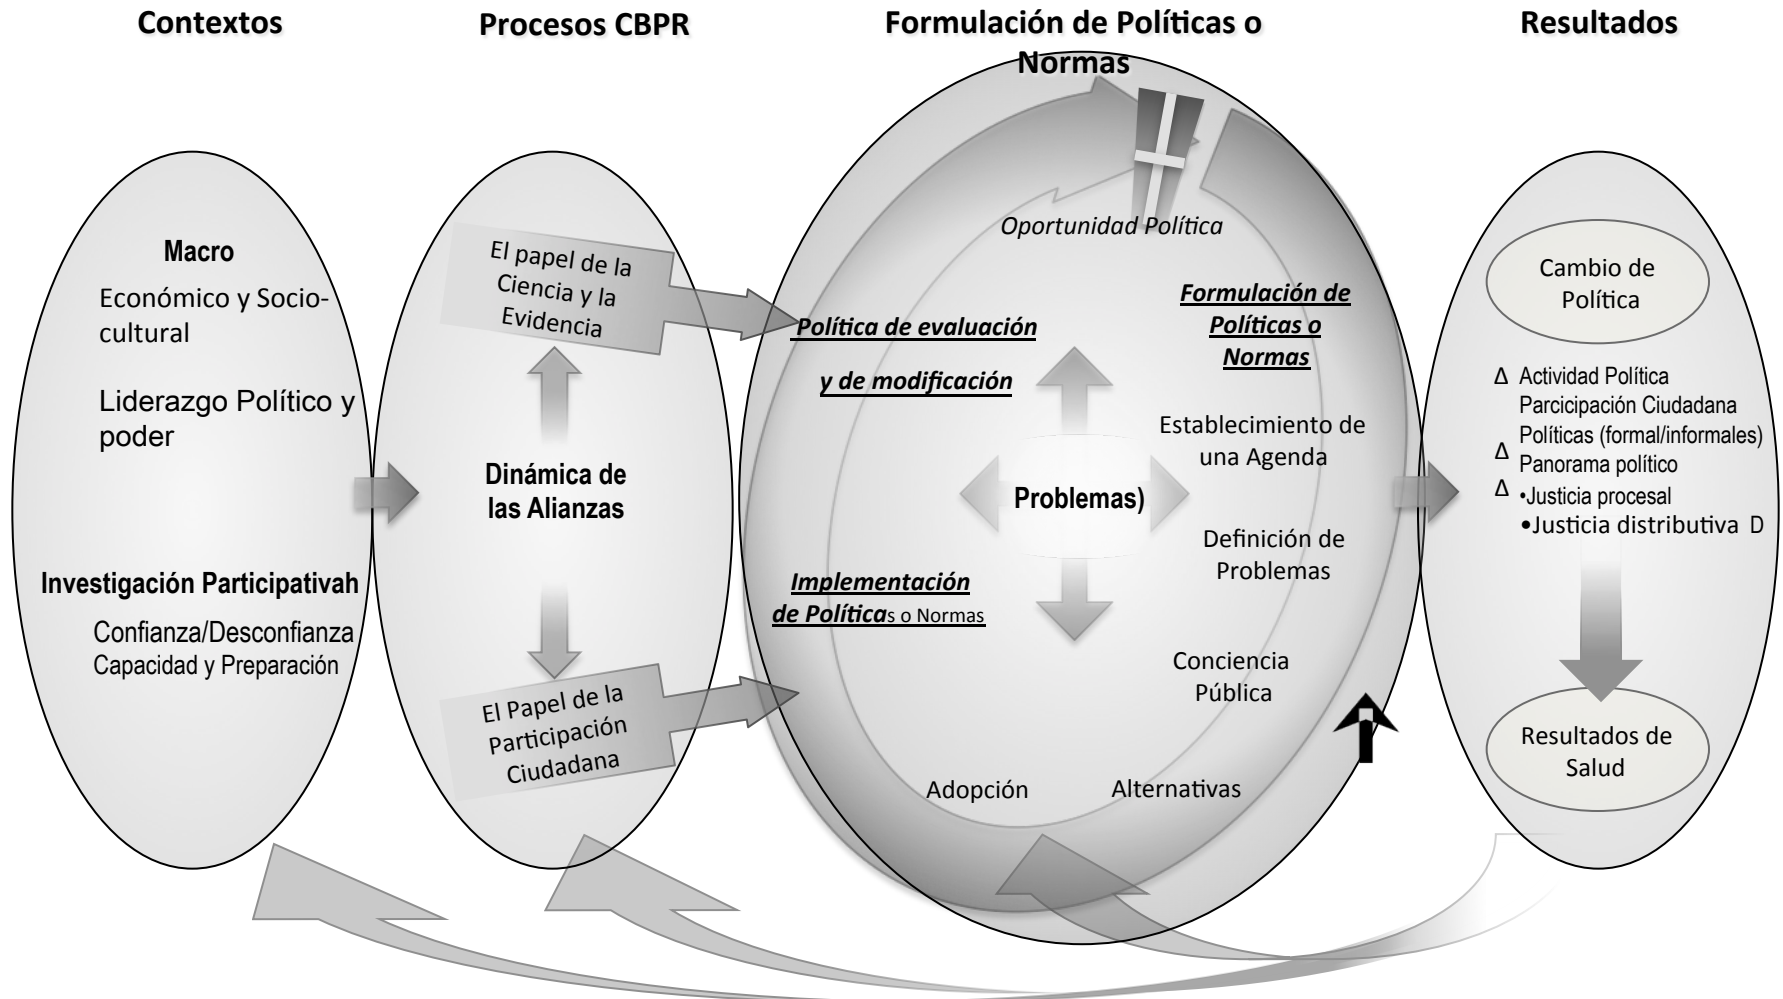 Contextos
Procesos CBPR
Formulación de Políticas o
Normas
Resultados
Macro
Económico y Socio-
cultural
Liderazgo Político y
poder
Investigación Participativah
Confianza/Desconfianza
Capacidad y Preparación
El papel de la
Ciencia y la
Evidencia
Dinámica de
las Alianzas
El Papel de la
Participación
Ciudadana
Oportunidad Política
Política de evaluación
y de modificación
Formulación de
Políticas o
Normas
Establecimiento de
una Agenda
Problemas)
Definición de
Problemas
Implementación
de Políticas o Normas
Conciencia
Pública
Adopción
Alternativas
Cambio de
Política
Δ Actividad Política
Parcicipación Ciudadana
Políticas (formal/informales)
Δ Panorama político
Δ •Justicia procesal
•Justicia distributiva D
Resultados de
Salud